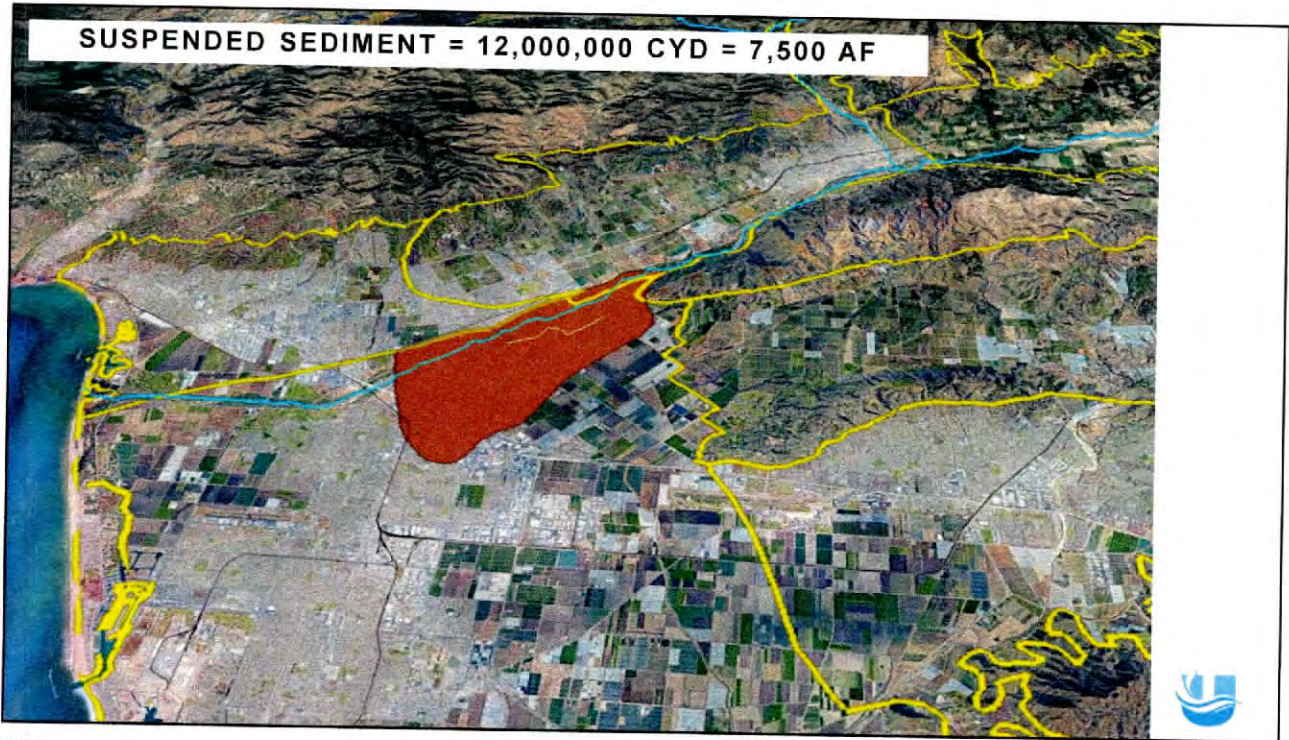 SUSPENDED SEDIMENT = 12,000,000 CYD = 7,500 AF